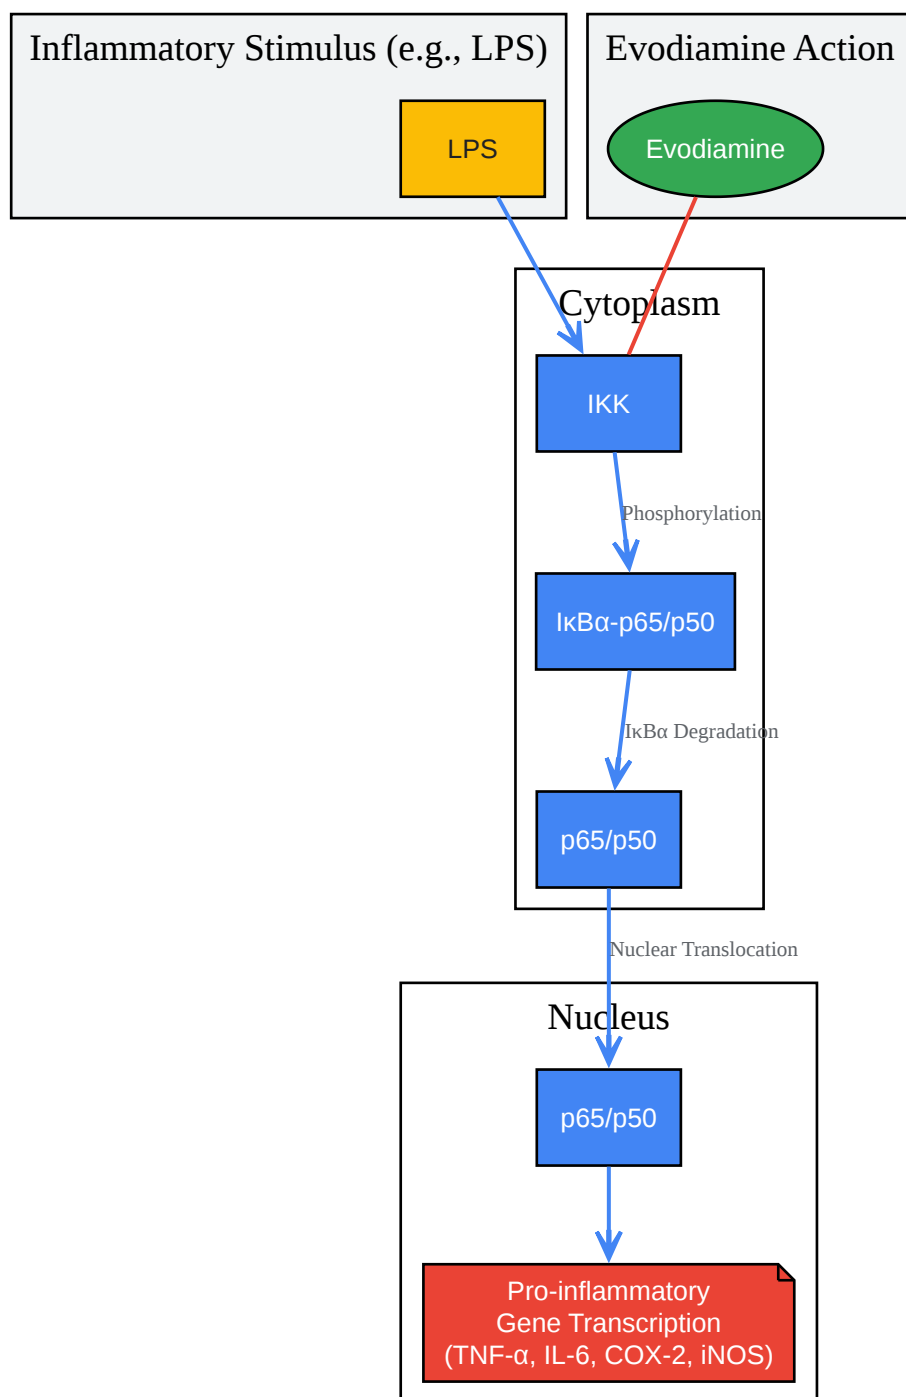 Inflammatory Stimulus (e.g., LPS)
Evodiamine Action
LPS
Evodiamine
Cytoplasm
IKK
Phosphorylation
IκBα-p65/p50
IκBα Degradation
p65/p50
Nuclear Translocation
Nucleus
p65/p50
Pro-inflammatory
Gene Transcription
(TNF-α, IL-6, COX-2, iNOS)